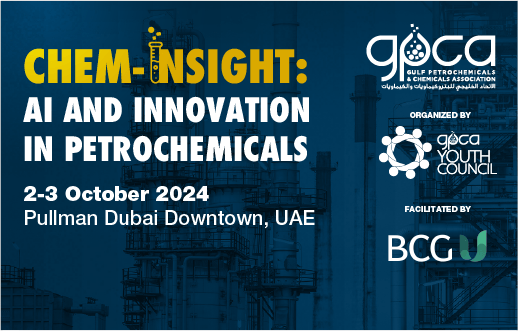 CHEM-INSIGHT:
AI AND INNOVATION
IN PETROCHEMICALS
2-3 October 2024
Pullman Dubai Downtown, UAE
gpca
GULF PETROCHEMICALS
& CHEMICALS ASSOCIATION
الاتحاد الخليجي للبتروكيماويات والكيماويات
ORGANIZED BY
gpca
YOUTH
COUNCIL
FACILITATED BY
BCG U